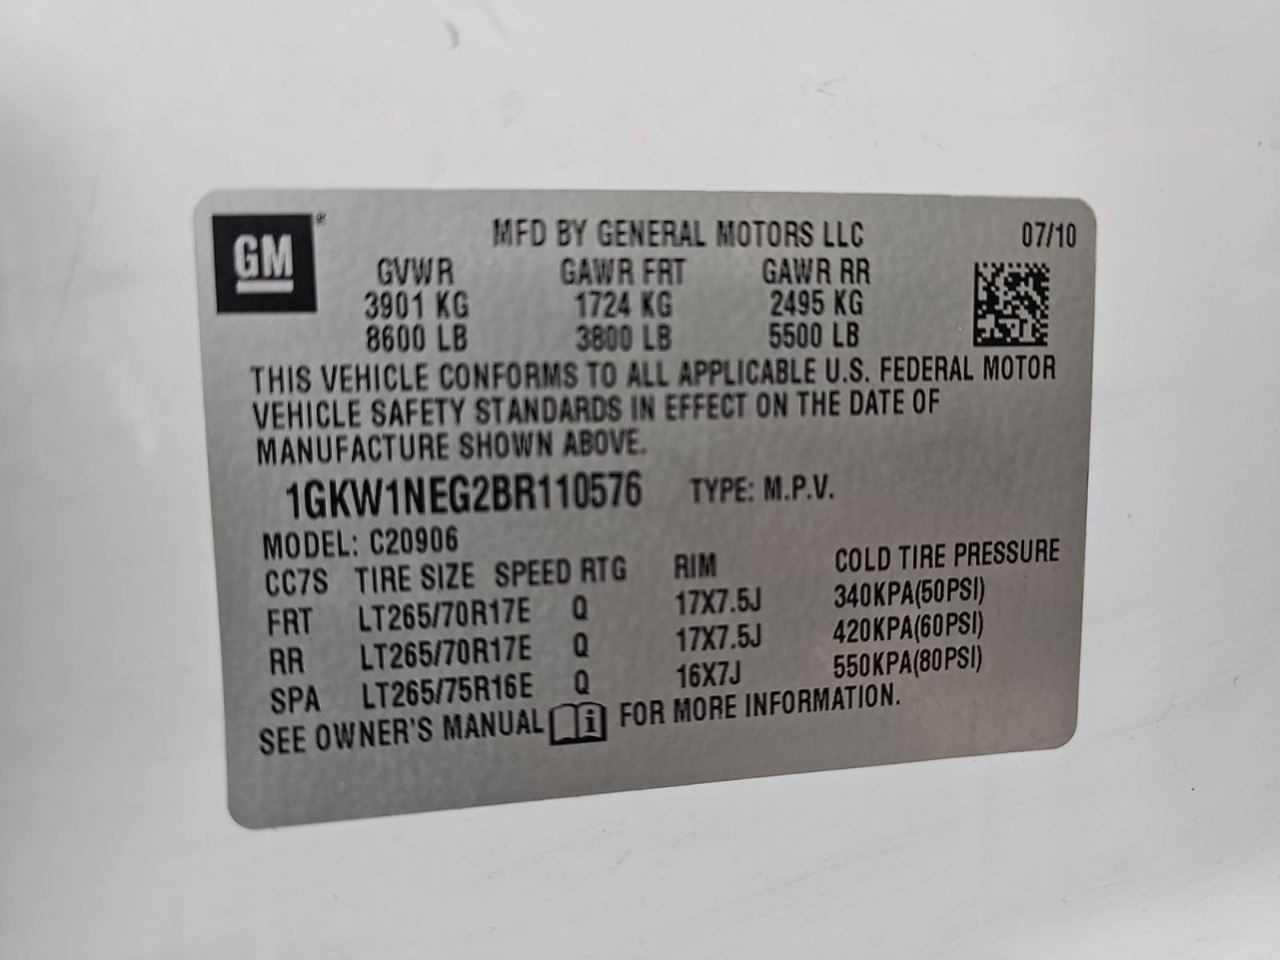 GM® MFD BY GENERAL MOTORS LLC 07/10
GVWR GAWR FRT GAWR RR
3901 KG 1724 KG 2495 KG
8600 LB 3800 LB 5500 LB
THIS VEHICLE CONFORMS TO ALL APPLICABLE U.S. FEDERAL MOTOR
VEHICLE SAFETY STANDARDS IN EFFECT ON THE DATE OF
MANUFACTURE SHOWN ABOVE.
1GKW1NEG2BR110576 TYPE: M.P.V.
MODEL: C20906
CC7S TIRE SIZE SPEED RTG RIM COLD TIRE PRESSURE
FRT LT265/70R17E Q 17X7.5J 340KPA(50PSI)
RR LT265/70R17E Q 17X7.5J 420KPA(60PSI)
SPA LT265/75R16E Q 16X7J 550KPA(80PSI)
SEE OWNER'S MANUAL i FOR MORE INFORMATION.